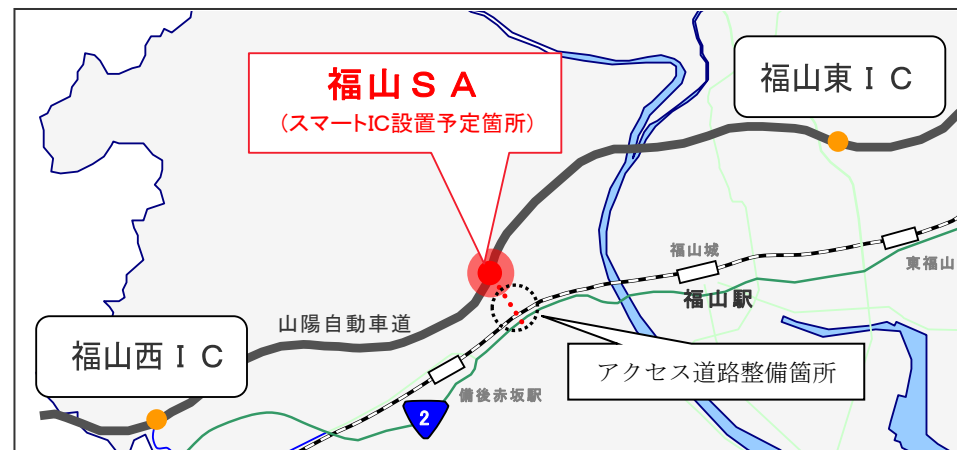 福山ＳＡ
（スマートIC設置予定箇所）
福山東ＩＣ
福山城
東福山
福山駅
山陽自動車道
福山西ＩＣ
アクセス道路整備箇所
備後赤坂駅
2